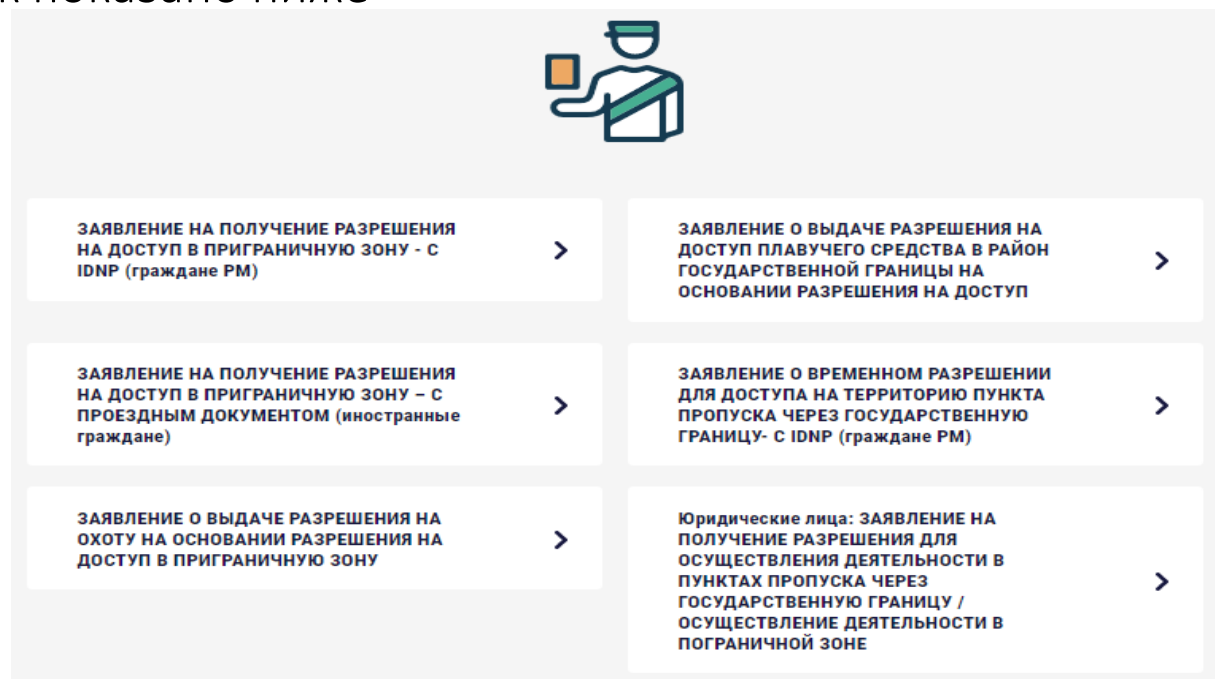 к показано ниже
ЗАЯВЛЕНИЕ НА ПОЛУЧЕНИЕ РАЗРЕШЕНИЯ
НА ДОСТУП В ПРИГРАНИЧНУЮ ЗОНУ - С
IDNP (граждане РМ)
ЗАЯВЛЕНИЕ О ВЫДАЧЕ РАЗРЕШЕНИЯ НА
ДОСТУП ПЛАВУЧЕГО СРЕДСТВА В РАЙОН
ГОСУДАРСТВЕННОЙ ГРАНИЦЫ НА
ОСНОВАНИИ РАЗРЕШЕНИЯ НА ДОСТУП
ЗАЯВЛЕНИЕ НА ПОЛУЧЕНИЕ РАЗРЕШЕНИЯ
НА ДОСТУП В ПРИГРАНИЧНУЮ ЗОНУ – С
ПРОЕЗДНЫМ ДОКУМЕНТОМ (иностранные
граждане)
ЗАЯВЛЕНИЕ О ВРЕМЕННОМ РАЗРЕШЕНИИ
ДЛЯ ДОСТУПА НА ТЕРРИТОРИЮ ПУНКТА
ПРОПУСКА ЧЕРЕЗ ГОСУДАРСТВЕННУЮ
ГРАНИЦУ- С IDNP (граждане РМ)
ЗАЯВЛЕНИЕ О ВЫДАЧЕ РАЗРЕШЕНИЯ НА
ОХОТУ НА ОСНОВАНИИ РАЗРЕШЕНИЯ НА
ДОСТУП В ПРИГРАНИЧНУЮ ЗОНУ
Юридические лица: ЗАЯВЛЕНИЕ НА
ПОЛУЧЕНИЕ РАЗРЕШЕНИЯ ДЛЯ
ОСУЩЕСТВЛЕНИЯ ДЕЯТЕЛЬНОСТИ В
ПУНКТАХ ПРОПУСКА ЧЕРЕЗ
ГОСУДАРСТВЕННУЮ ГРАНИЦУ /
ОСУЩЕСТВЛЕНИЕ ДЕЯТЕЛЬНОСТИ В
ПОГРАНИЧНОЙ ЗОНЕ